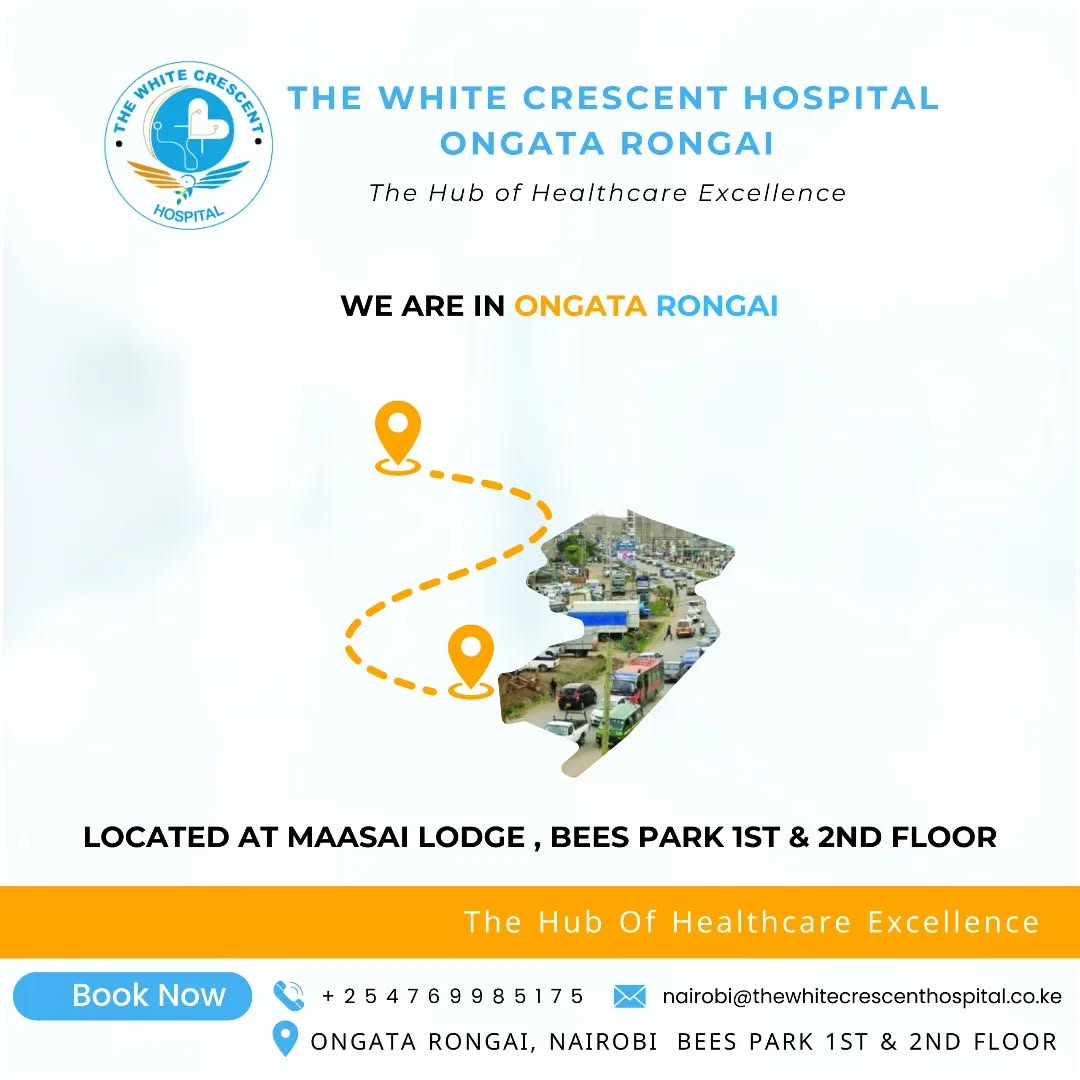 THE WHITE CRESCENT
HOSPITAL
THE WHITE CRESCENT HOSPITAL
ONGATA RONGAI
The Hub of Healthcare Excellence
WE ARE IN ONGATA RONGAI
LOCATED AT MAASAI LODGE , BEES PARK 1ST & 2ND FLOOR
The Hub Of Healthcare Excellence
Book Now
+254769985175
nairobi@thewhitecrescenthospital.co.ke
ONGATA RONGAI, NAIROBI BEES PARK 1ST & 2ND FLOOR